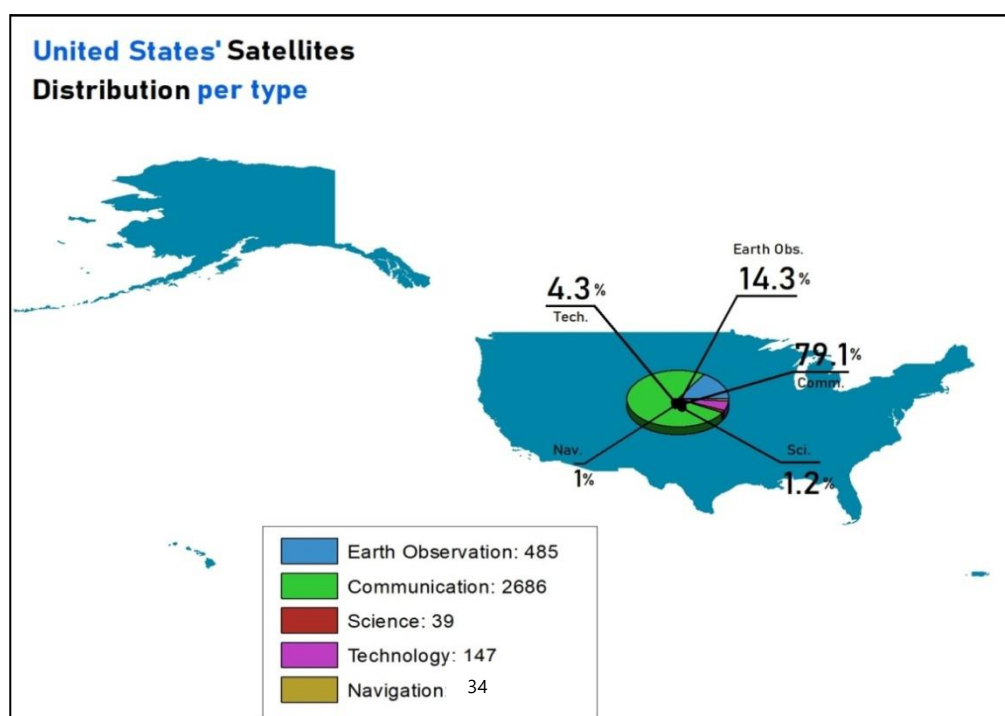 United States' Satellites
Distribution per type
Earth Obs.
14.3%
4.3%
Tech.
79.1%
Comm.
Nav.
1%
Sci.
1.2%
Earth Observation: 485
Communication: 2686
Science: 39
Technology: 147
Navigation 34